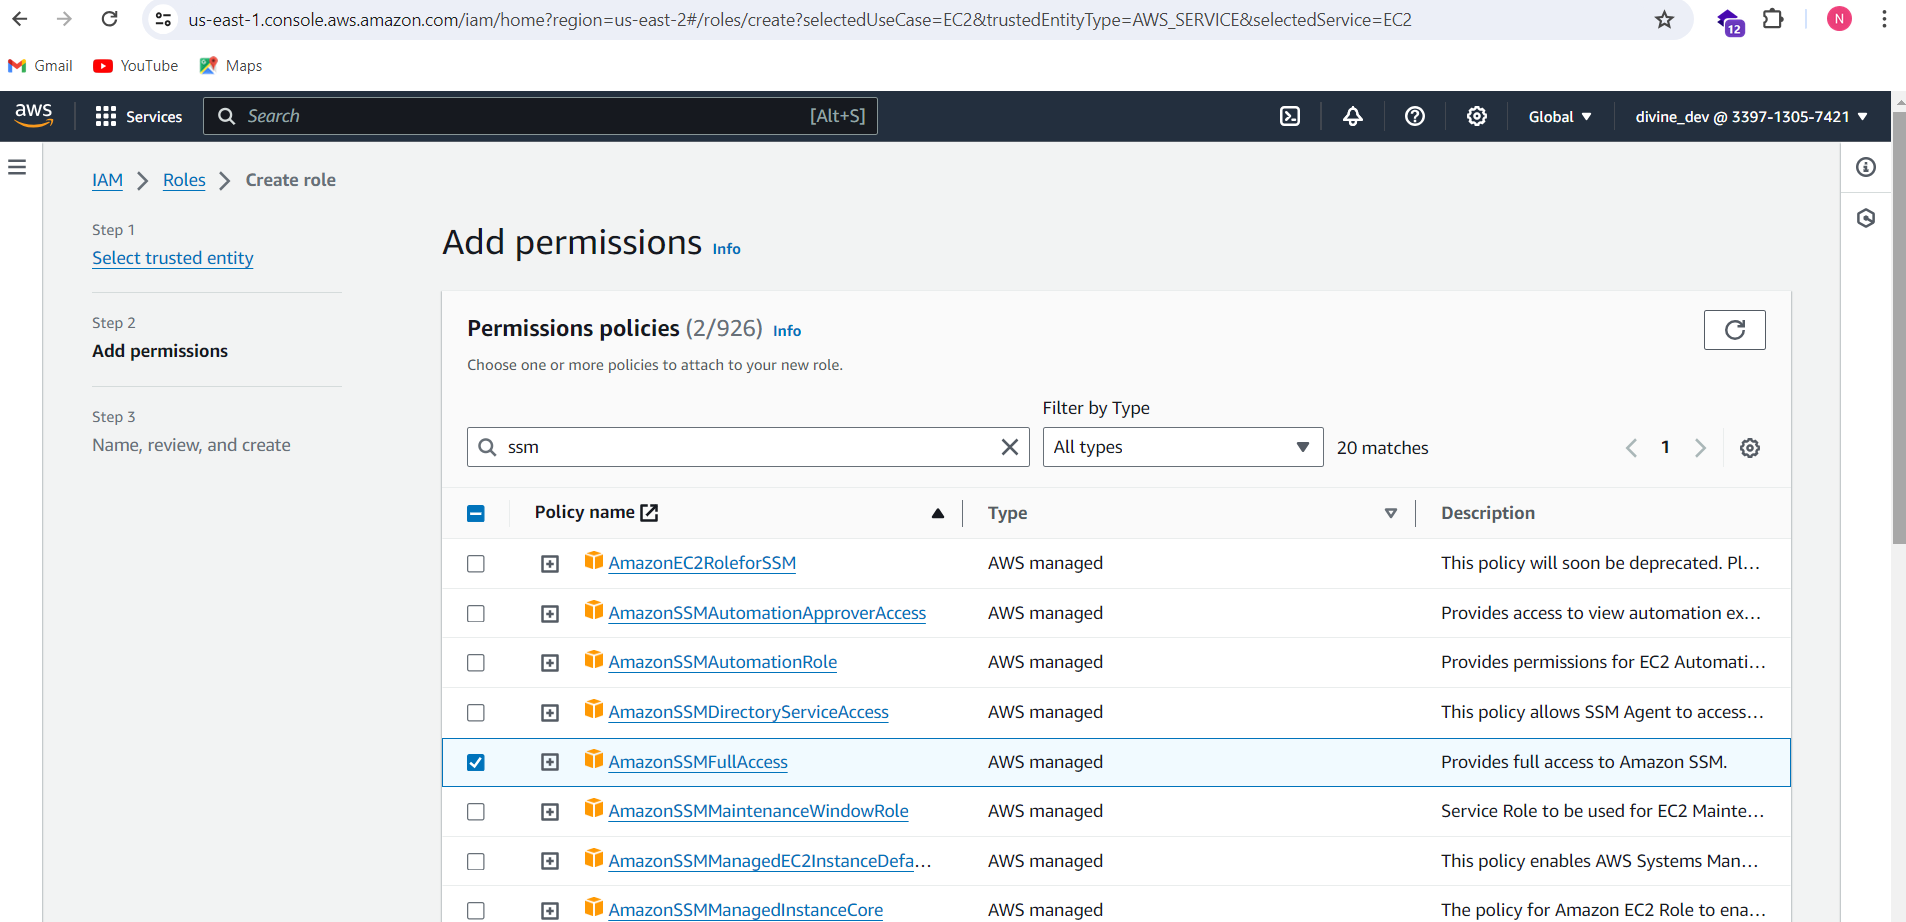 us-east-1.console.aws.amazon.com/iam/home?region=us-east-2#/roles/create?selectedUseCase=EC2&trustedEntityType=AWS_SERVICE&selectedService=EC2
12
N
Gmail
YouTube
Maps
aws
Services
Search
[Alt+S]
Global
divine_dev @ 3397-1305-7421
IAM
Roles
Create role
Step 1
Select trusted entity
Step 2
Add permissions
Step 3
Name, review, and create
Add permissions Info
Permissions policies (2/926) Info
Choose one or more policies to attach to your new role.
Filter by Type
ssm
All types
20 matches
1
Policy name Type Description
AmazonEC2RoleforSSM AWS managed This policy will soon be deprecated. Pl…
AmazonSSMAutomationApproverAccess AWS managed Provides access to view automation ex…
AmazonSSMAutomationRole AWS managed Provides permissions for EC2 Automati…
AmazonSSMDirectoryServiceAccess AWS managed This policy allows SSM Agent to access…
AmazonSSMFullAccess AWS managed Provides full access to Amazon SSM.
AmazonSSMMaintenanceWindowRole AWS managed Service Role to be used for EC2 Mainte…
AmazonSSMManagedEC2InstanceDefa… AWS managed This policy enables AWS Systems Man…
AmazonSSMManagedInstanceCore AWS managed The policy for Amazon EC2 Role to ena…